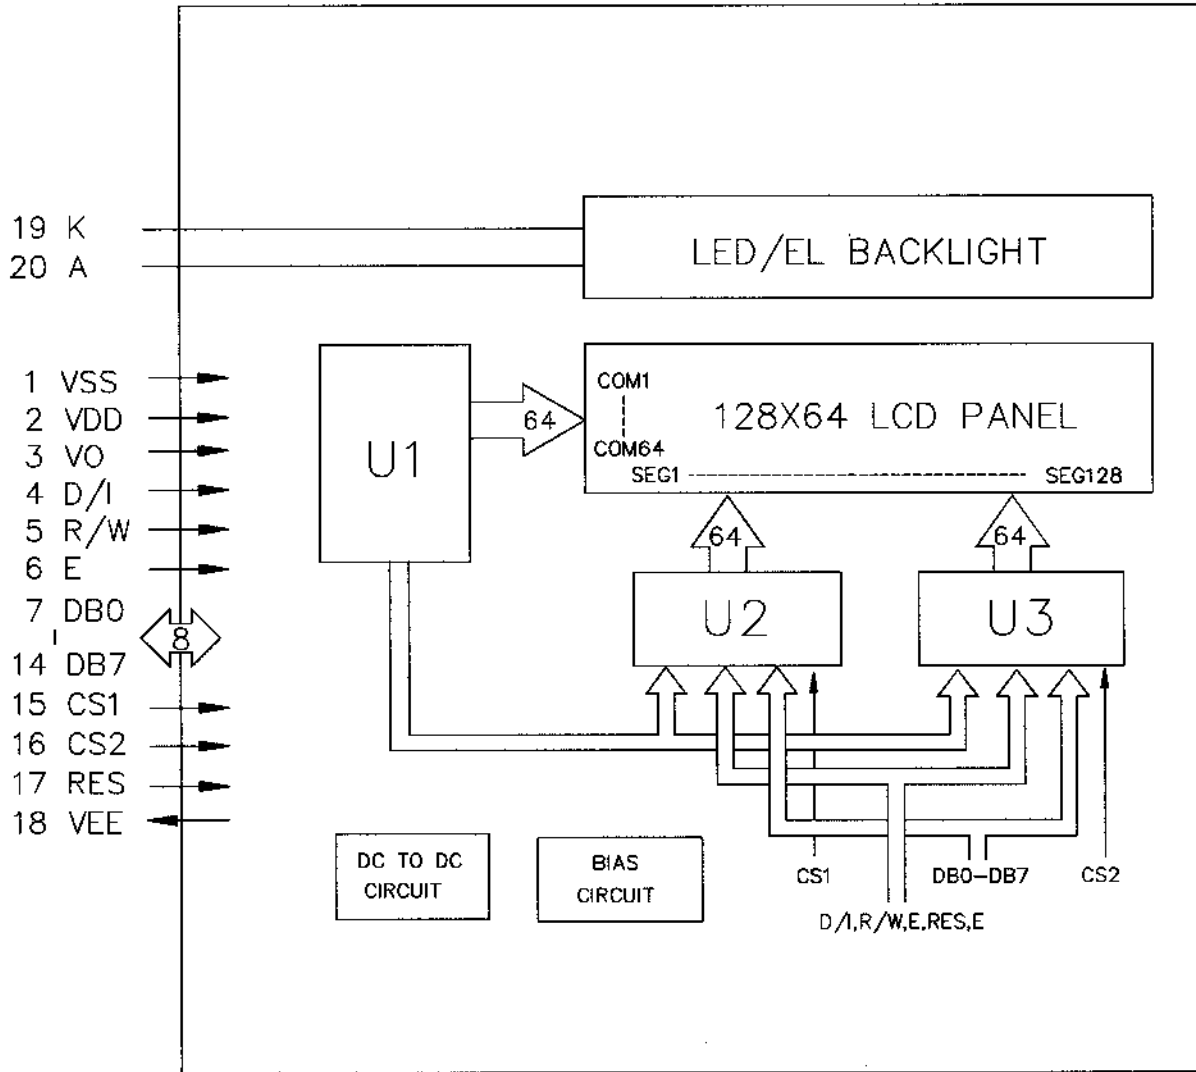 19 K
20 A
LED/EL BACKLIGHT
1 VSS
2 VDD
3 VO
4 D/I
5 R/W
6 E
7 DB0
8
14 DB7
15 CS1
16 CS2
17 RES
18 VEE
U1
64
COM1
COM64
128X64 LCD PANEL
SEG1
SEG128
64
64
U2
U3
DC TO DC
CIRCUIT
BIAS
CIRCUIT
CS1
DB0-DB7
CS2
D/I,R/W,E,RES,E